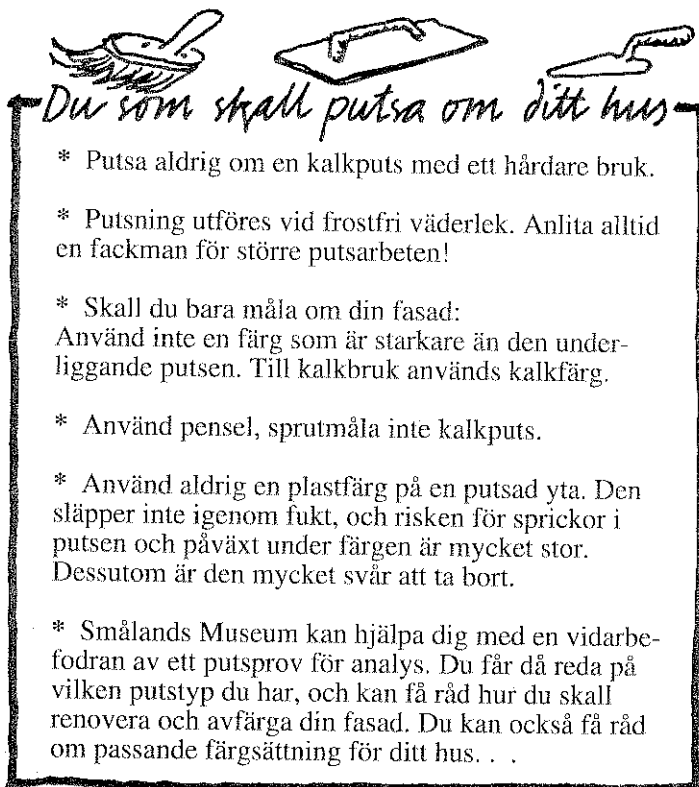 Du som skall putsa om ditt hus
* Putsa aldrig om en kalkputs med ett hårdare bruk.
* Putsning utföres vid frostfri väderlek. Anlita alltid
en fackman för större putsarbeten!
* Skall du bara måla om din fasad:
Använd inte en färg som är starkare än den under-
liggande putsen. Till kalkbruk används kalkfärg.
* Använd pensel, sprutmåla inte kalkputs.
* Använd aldrig en plastfärg på en putsad yta. Den
släpper inte igenom fukt, och risken för sprickor i
putsen och påväxt under färgen är mycket stor.
Dessutom är den mycket svår att ta bort.
* Smålands Museum kan hjälpa dig med en vidarbe-
fodran av ett putsprov för analys. Du får då reda på
vilken putstyp du har, och kan få råd hur du skall
renovera och avfärga din fasad. Du kan också få råd
om passande färgsättning för ditt hus. . .